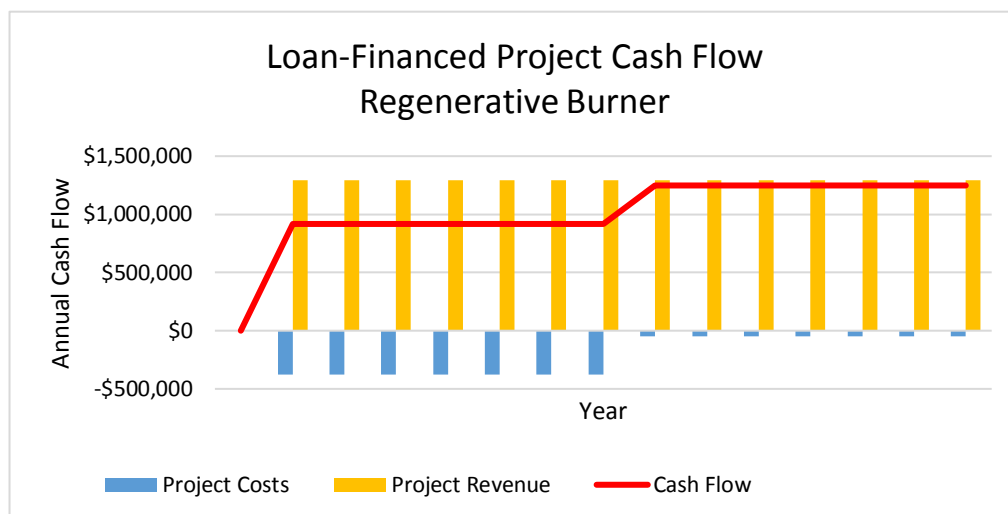 Loan-Financed Project Cash Flow
Regenerative Burner
Annual Cash Flow
$1,500,000
$1,000,000
$500,000
$0
-$500,000
Year
Project Costs
Project Revenue
Cash Flow